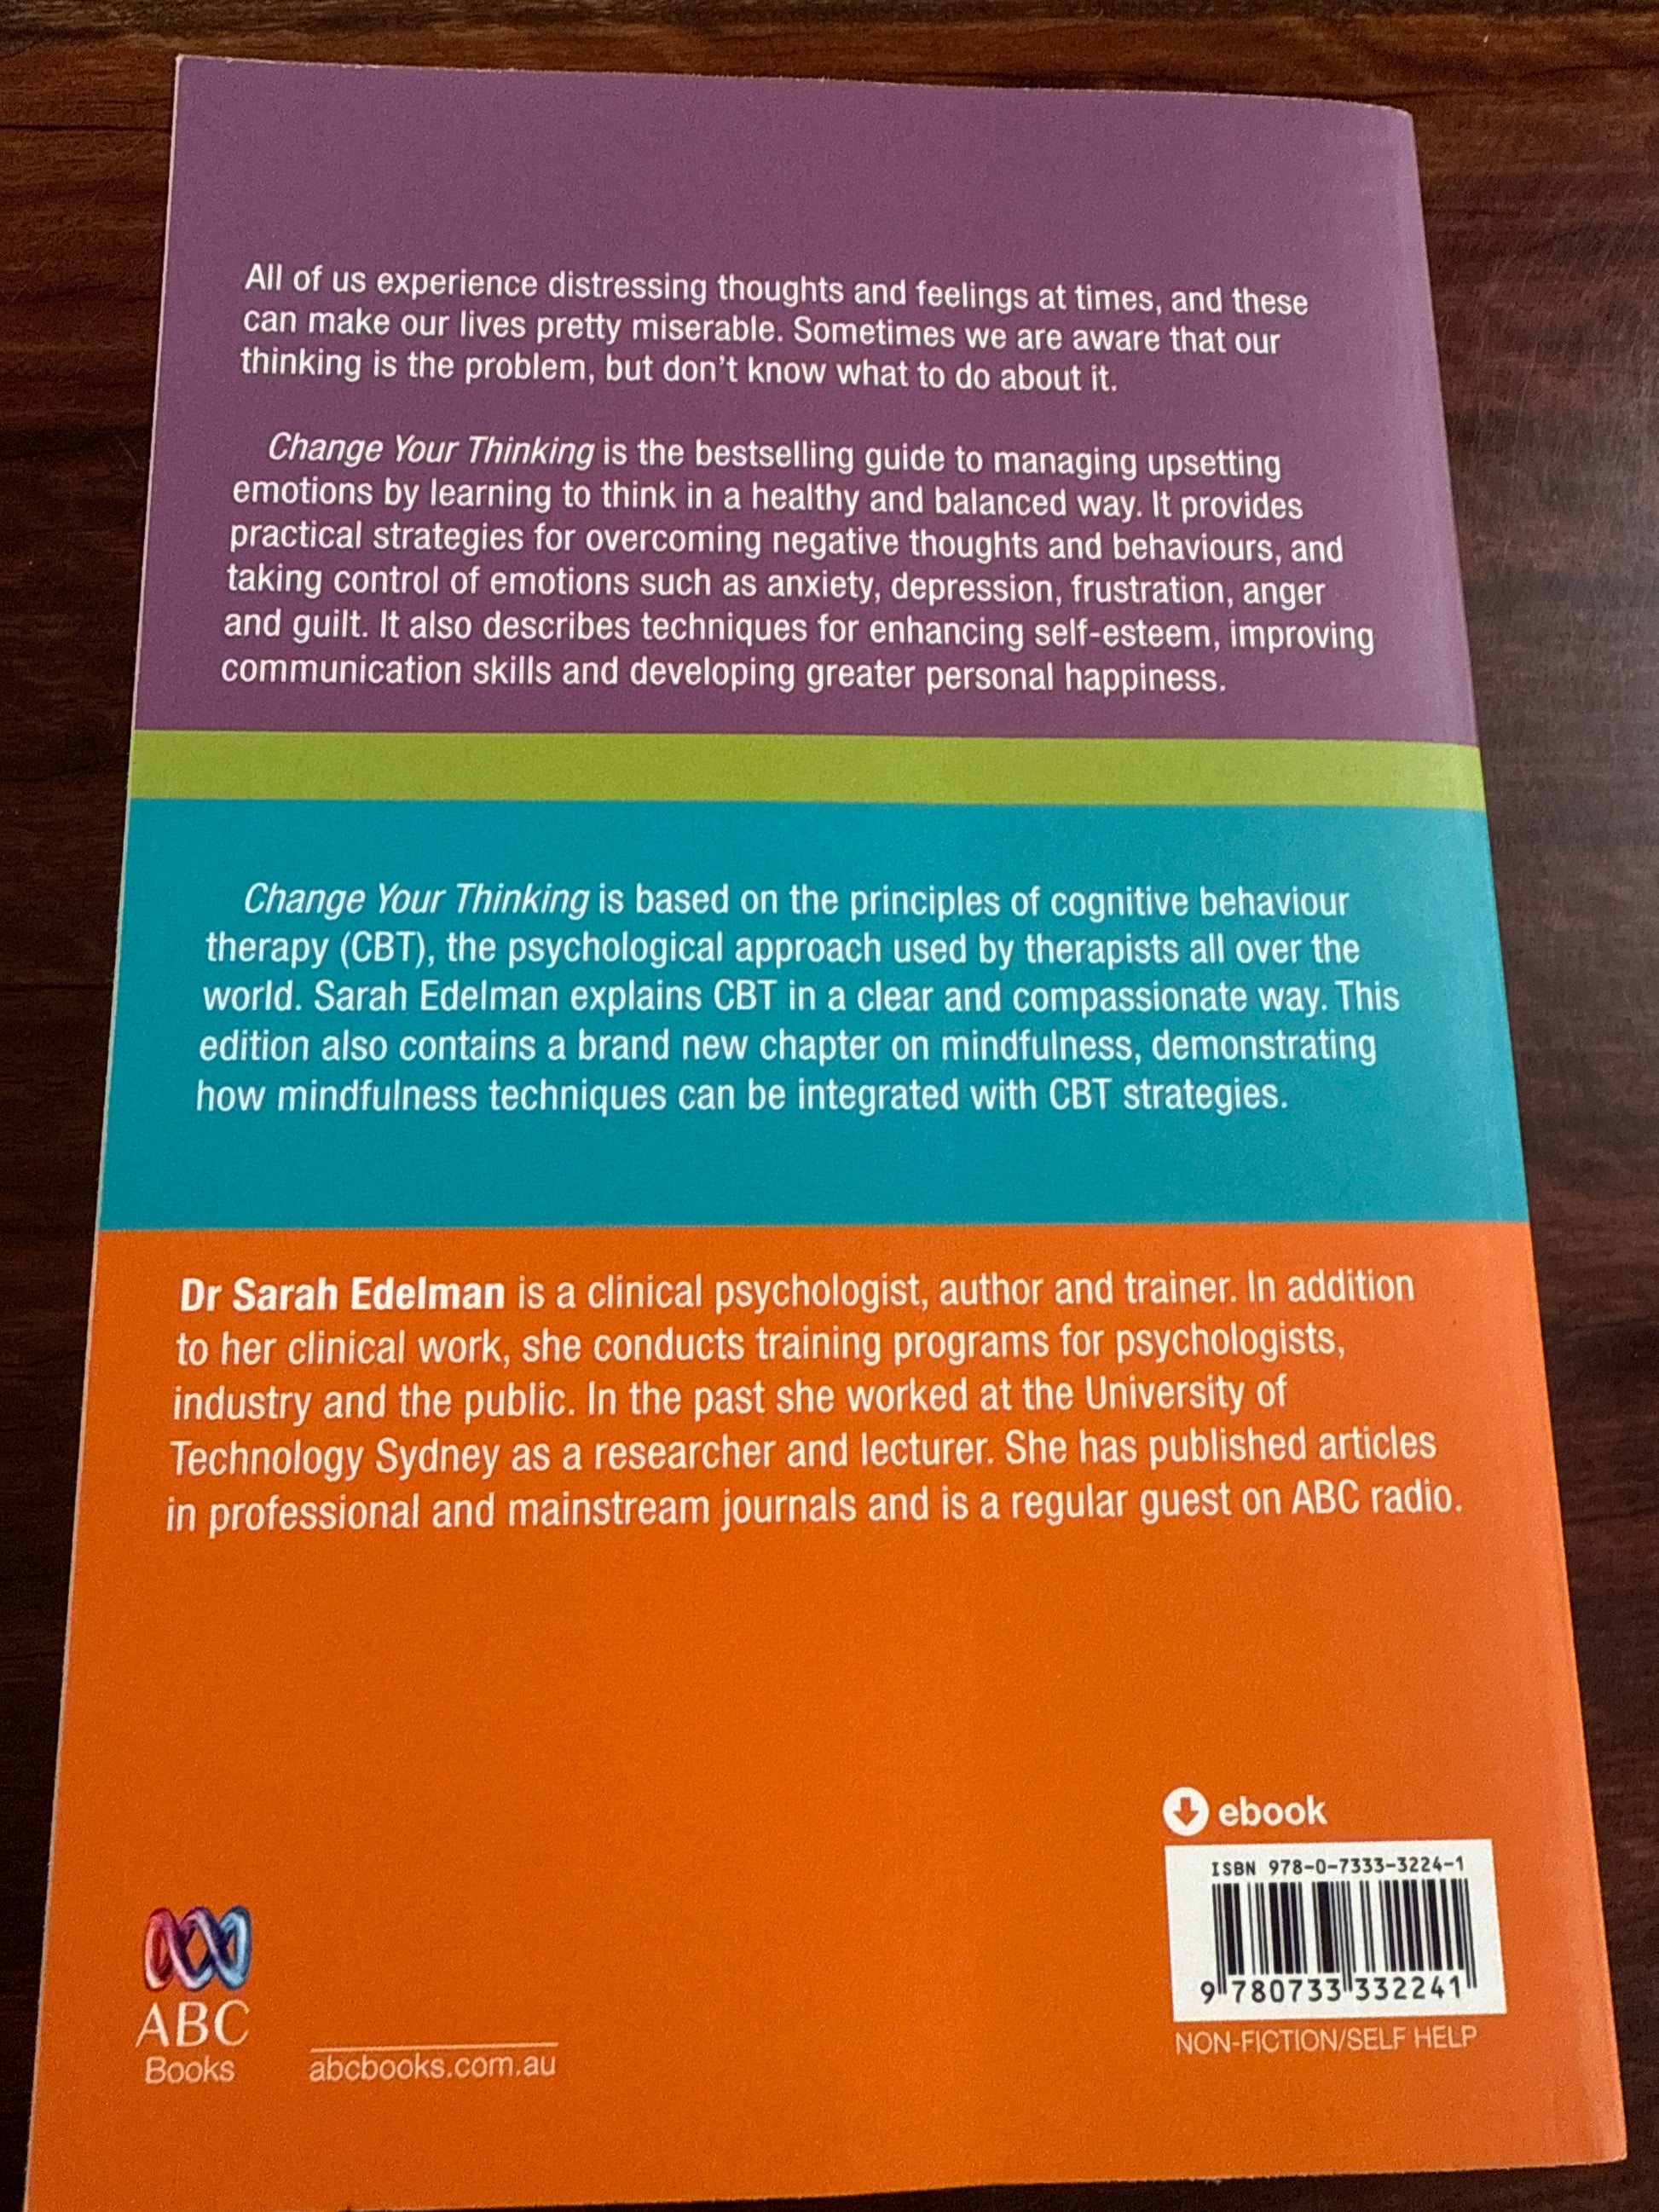 All of us experience distressing thoughts and feelings at times, and these
can make our lives pretty miserable. Sometimes we are aware that our
thinking is the problem, but don't know what to do about it.
Change Your Thinking is the bestselling guide to managing upsetting
emotions by learning to think in a healthy and balanced way. It provides
practical strategies for overcoming negative thoughts and behaviours, and
taking control of emotions such as anxiety, depression, frustration, anger
and guilt. It also describes techniques for enhancing self-esteem, improving
communication skills and developing greater personal happiness.
Change Your Thinking is based on the principles of cognitive behaviour
therapy (CBT), the psychological approach used by therapists all over the
world. Sarah Edelman explains CBT in a clear and compassionate way. This
edition also contains a brand new chapter on mindfulness, demonstrating
how mindfulness techniques can be integrated with CBT strategies.
Dr Sarah Edelman is a clinical psychologist, author and trainer. In addition
to her clinical work, she conducts training programs for psychologists,
industry and the public. In the past she worked at the University of
Technology Sydney as a researcher and lecturer. She has published articles
in professional and mainstream journals and is a regular guest on ABC radio.
ebook
ISBN 978-0-7333-3224-1
9 780733 332241
NON-FICTION/SELF HELP
ABC
Books
abcbooks.com.au